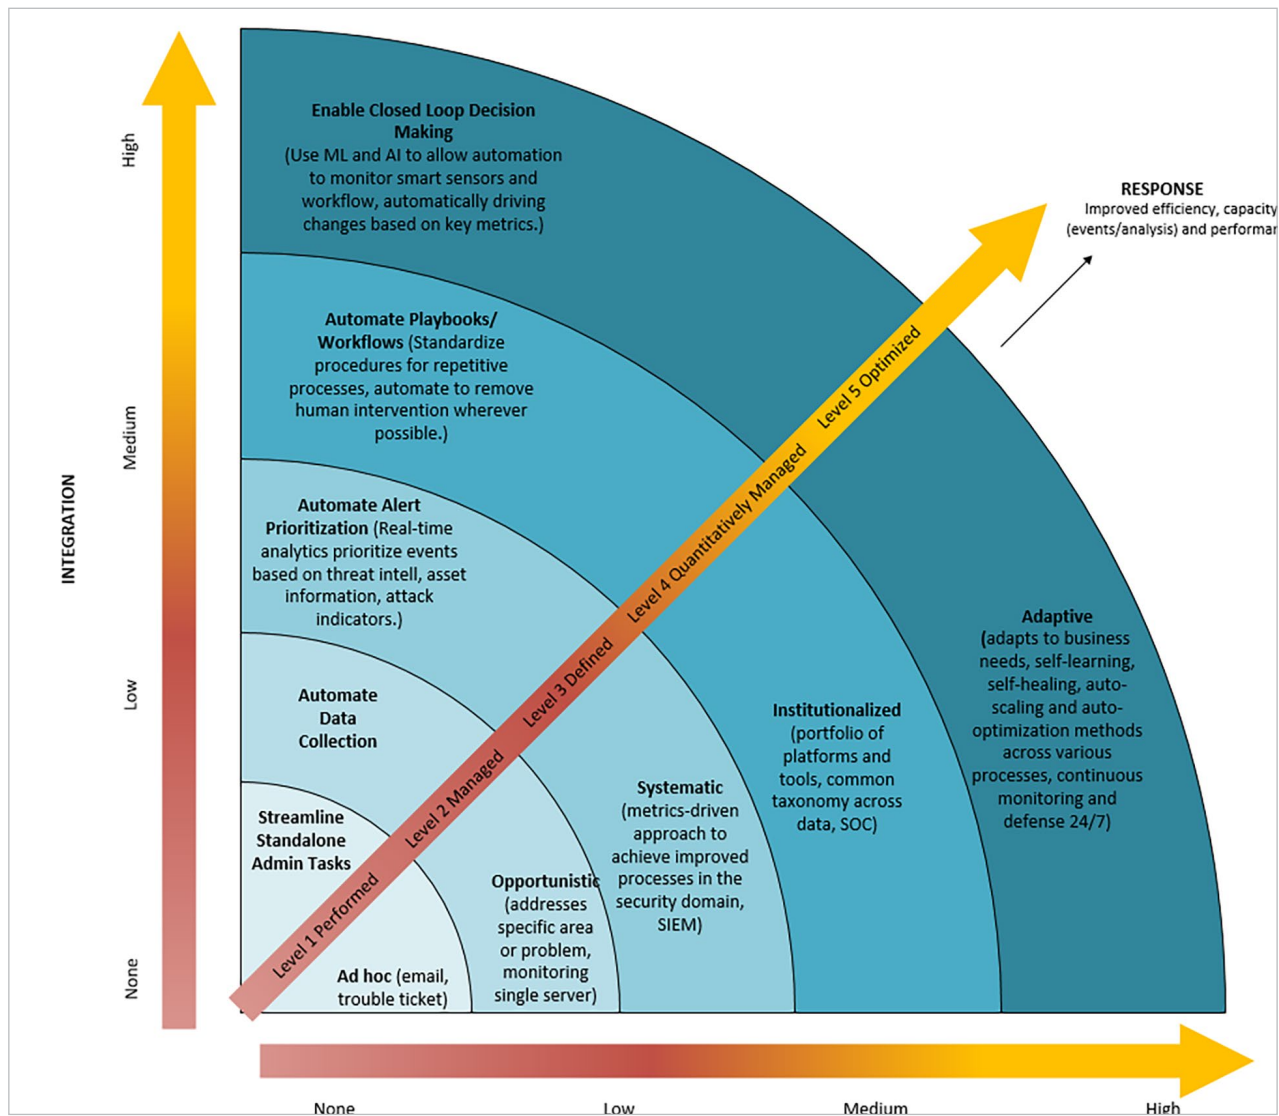 Enable Closed Loop Decision
Making
(Use ML and AI to allow automation
to monitor smart sensors and
workflow, automatically driving
changes based on key metrics.)
High
RESPONSE
Improved efficiency, capacity
(events/analysis) and
Automate Playbooks/
Workflows (Standardize
procedures for repetitive
processes, automate to remove
human intervention wherever
possible.)
Medium
INTEGRATION
Automate Alert
Prioritization (Real-time
analytics prioritize events
based on threat intell, asset
information, attack
indicators.)
Low
Automate
Data
Collection
Streamline
Standalone
Admin Tasks
None
Level 1 Performed
Level 2 Managed
Level 3 Defined
Level 4 Quantitatively Managed
Level 5 Optimized
Ad hoc (email,
trouble ticket)
Opportunistic
(addresses
specific area
or problem,
monitoring
single server)
Systematic
(metrics-driven
approach to
achieve improved
processes in the
security domain,
SIEM)
Institutionalized
(portfolio of
platforms and
tools, common
taxonomy across
data, SOC)
Adaptive
(adapts to business
needs, self-learning,
self-healing, auto-
scaling and auto-
optimization methods
across various
processes, continuous
monitoring and
defense 24/7)
None
Low
Medium
High